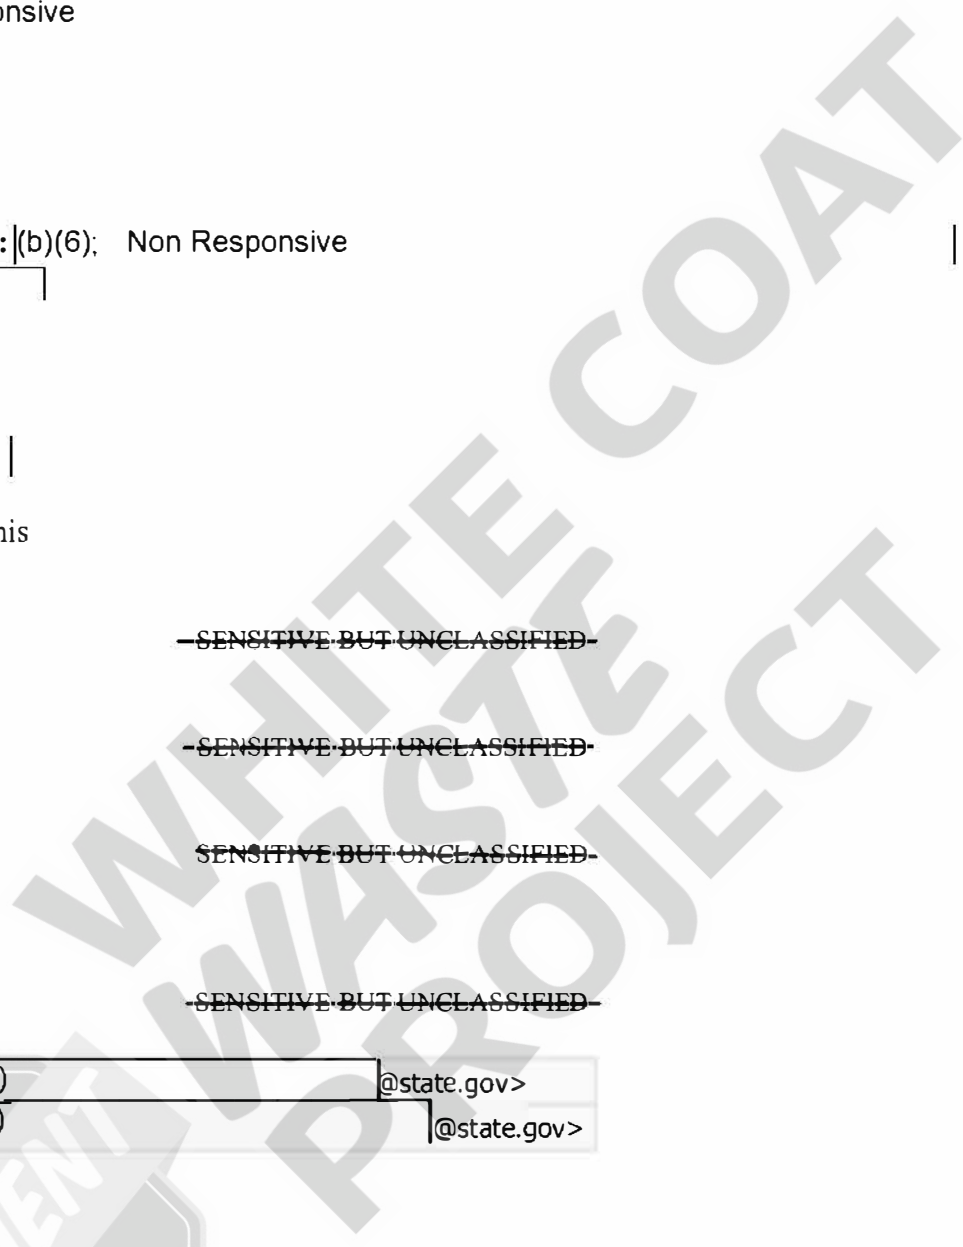 onsive
: (b)(6); Non Responsive
his
SENSITIVE BUT UNCLASSIFIED
SENSITIVE BUT UNCLASSIFIED
SENSITIVE BUT UNCLASSIFIED
SENSITIVE BUT UNCLASSIFIED
) @state.gov>
) @state.gov>
WHITE COAT
WASTE
PROJECT
ENT